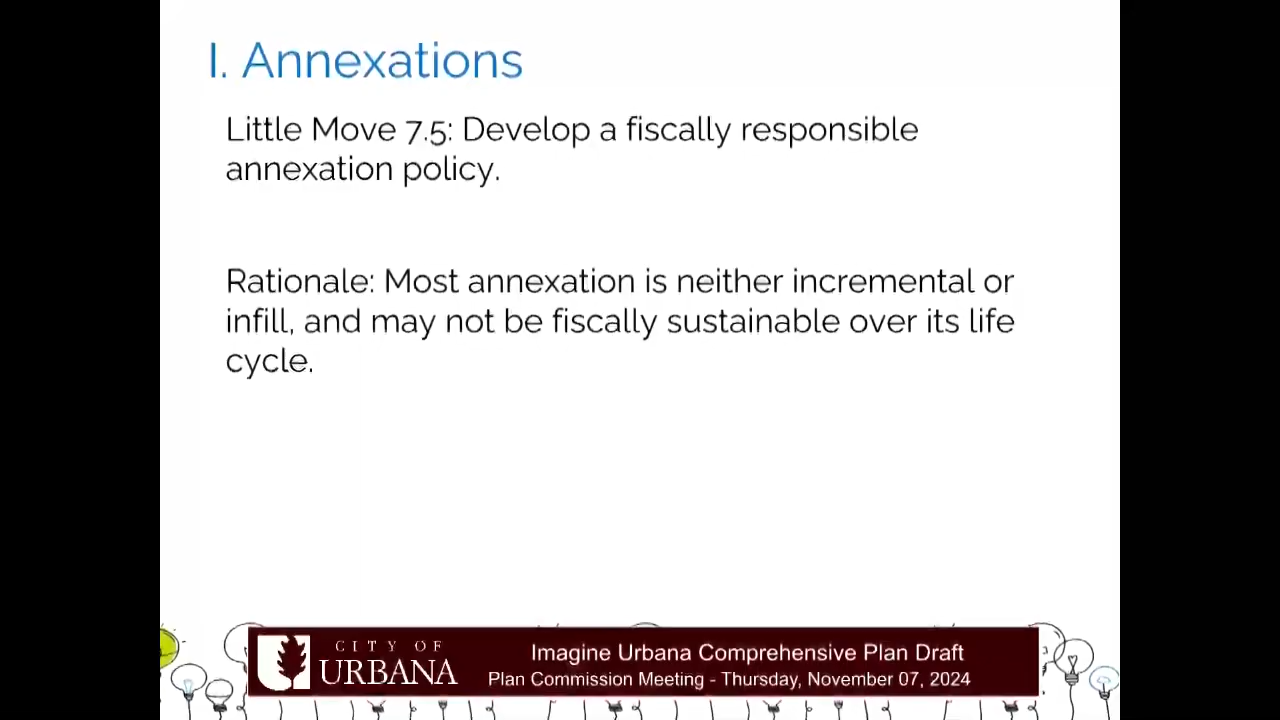 I. Annexations
Little Move 7.5: Develop a fiscally responsible
annexation policy.
Rationale: Most annexation is neither incremental or
infill, and may not be fiscally sustainable over its life
cycle.
CITY OF
URBANA
Imagine Urbana Comprehensive Plan Draft
Plan Commission Meeting - Thursday, November 07, 2024